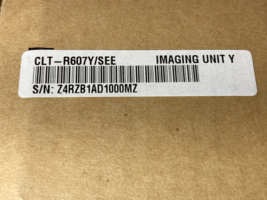 CLT-R607Y/SEE IMAGING UNIT Y
S/N: Z4RZB1AD1000MZ